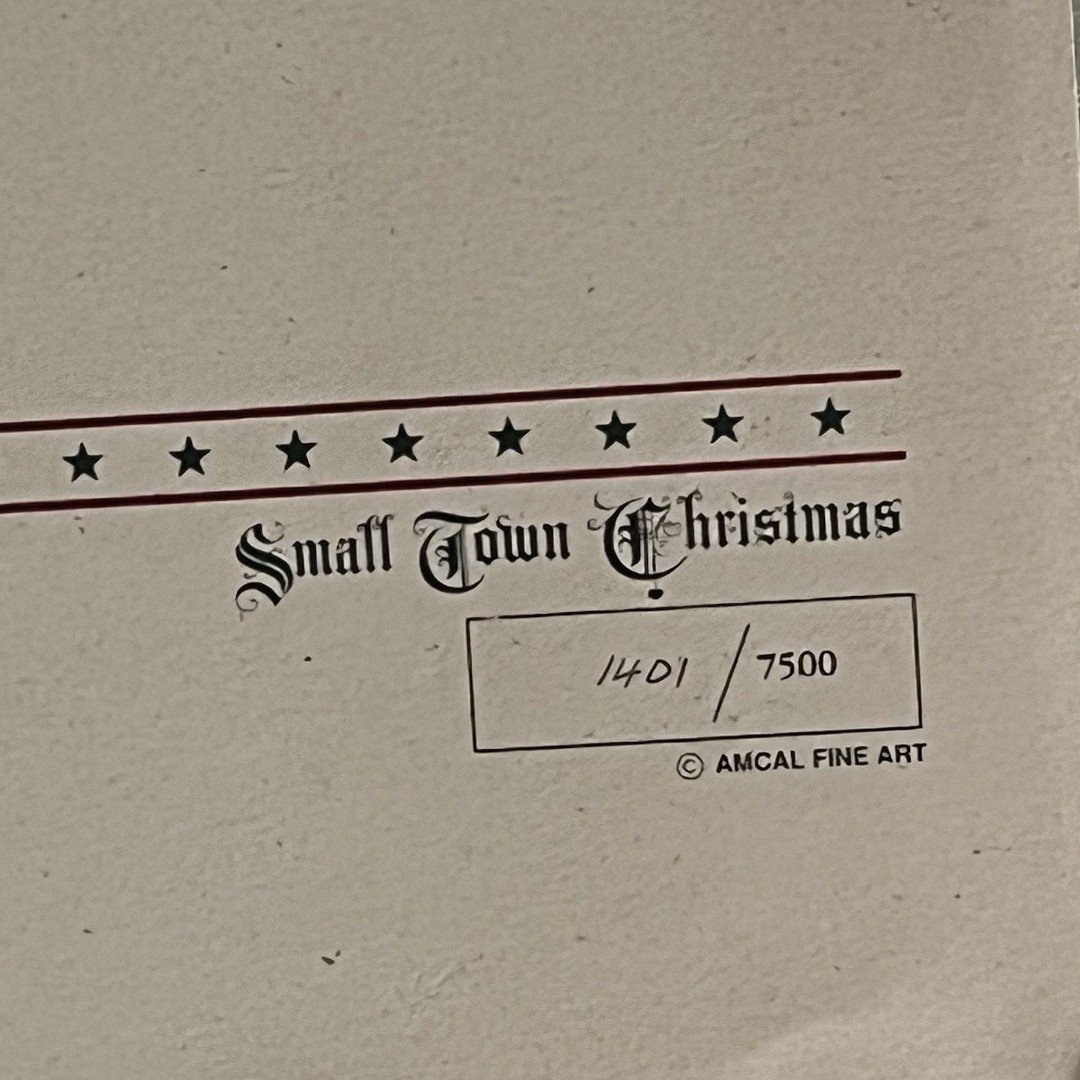 Small Town Christmas
1401 / 7500
© AMCAL FINE ART